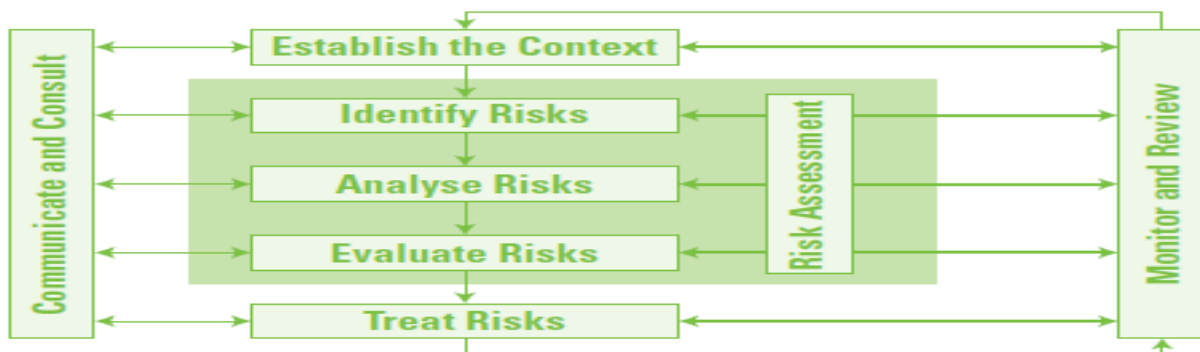 Communicate and Consult
Establish the Context
Identify Risks
Analyse Risks
Evaluate Risks
Treat Risks
Risk Assessment
Monitor and Review